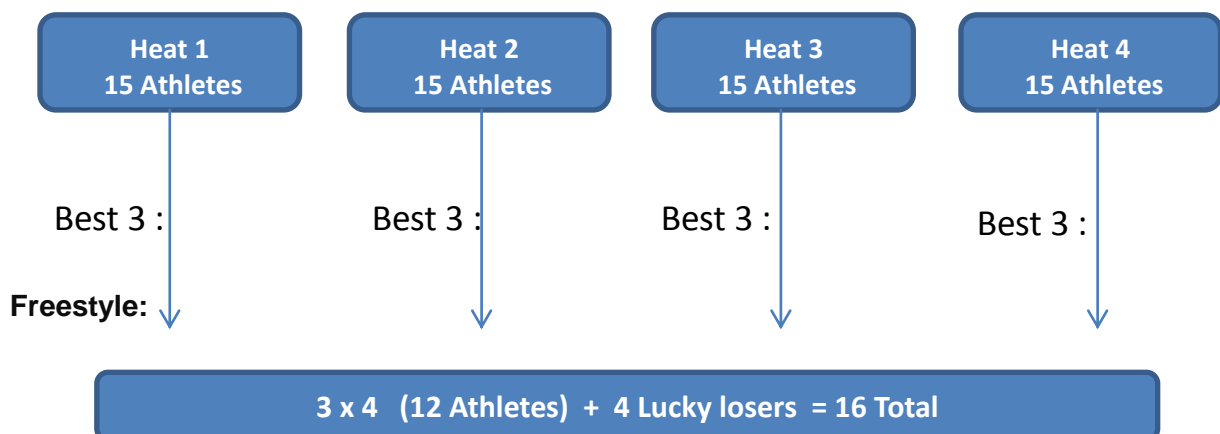 Heat 1
15 Athletes
Heat 2
15 Athletes
Heat 3
15 Athletes
Heat 4
15 Athletes
Best 3 :
Best 3 :
Best 3 :
Best 3 :
Freestyle:
3 x 4 (12 Athletes) + 4 Lucky losers = 16 Total